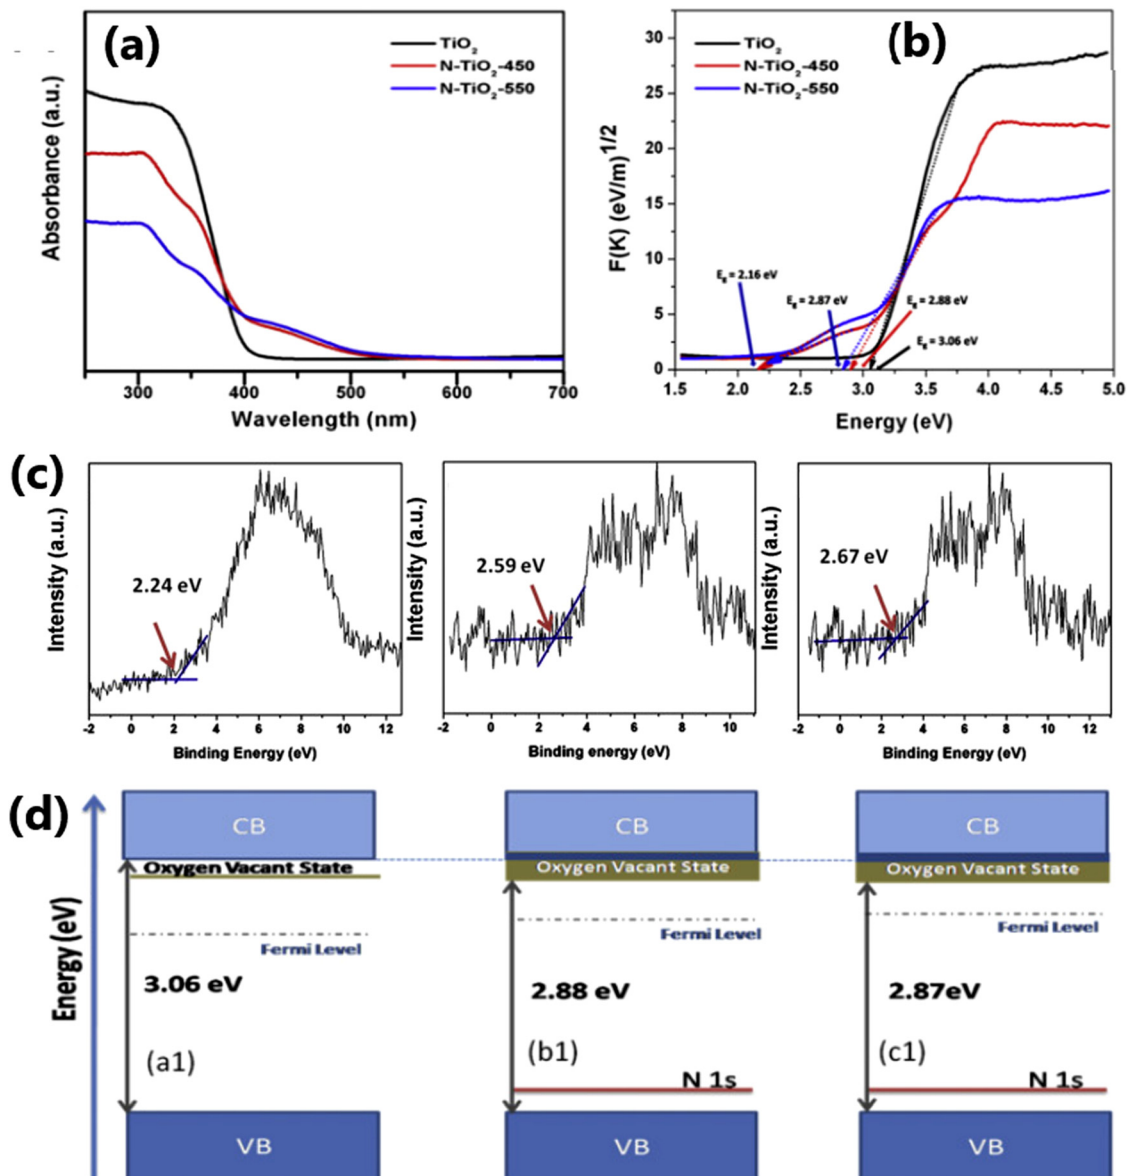 (a)
TiO2
N-TiO2-450
N-TiO2-550
Absorbance (a.u.)
300 400 500 600 700
Wavelength (nm)
(b)
TiO2
N-TiO2-450
N-TiO2-550
F(K) (eV/m)1/2
30
25
20
15
10
5
0
Eg = 2.16 eV
Eg = 2.87 eV
Eg = 2.88 eV
Eg = 3.06 eV
1.5 2.0 2.5 3.0 3.5 4.0 4.5 5.0
Energy (eV)
(c)
Intensity (a.u.)
2.24 eV
-2 0 2 4 6 8 10 12
Binding Energy (eV)
Intensity (a.u.)
2.59 eV
-2 0 2 4 6 8 10
Binding energy (eV)
Intensity (a.u.)
2.67 eV
-2 0 2 4 6 8 10 12
Binding Energy (eV)
(d)
Energy (eV)
CB
Oxygen Vacant State
Fermi Level
3.06 eV
(a1)
VB
CB
Oxygen Vacant State
Fermi Level
2.88 eV
(b1)
N 1s
VB
CB
Oxygen Vacant State
Fermi Level
2.87eV
(c1)
N 1s
VB